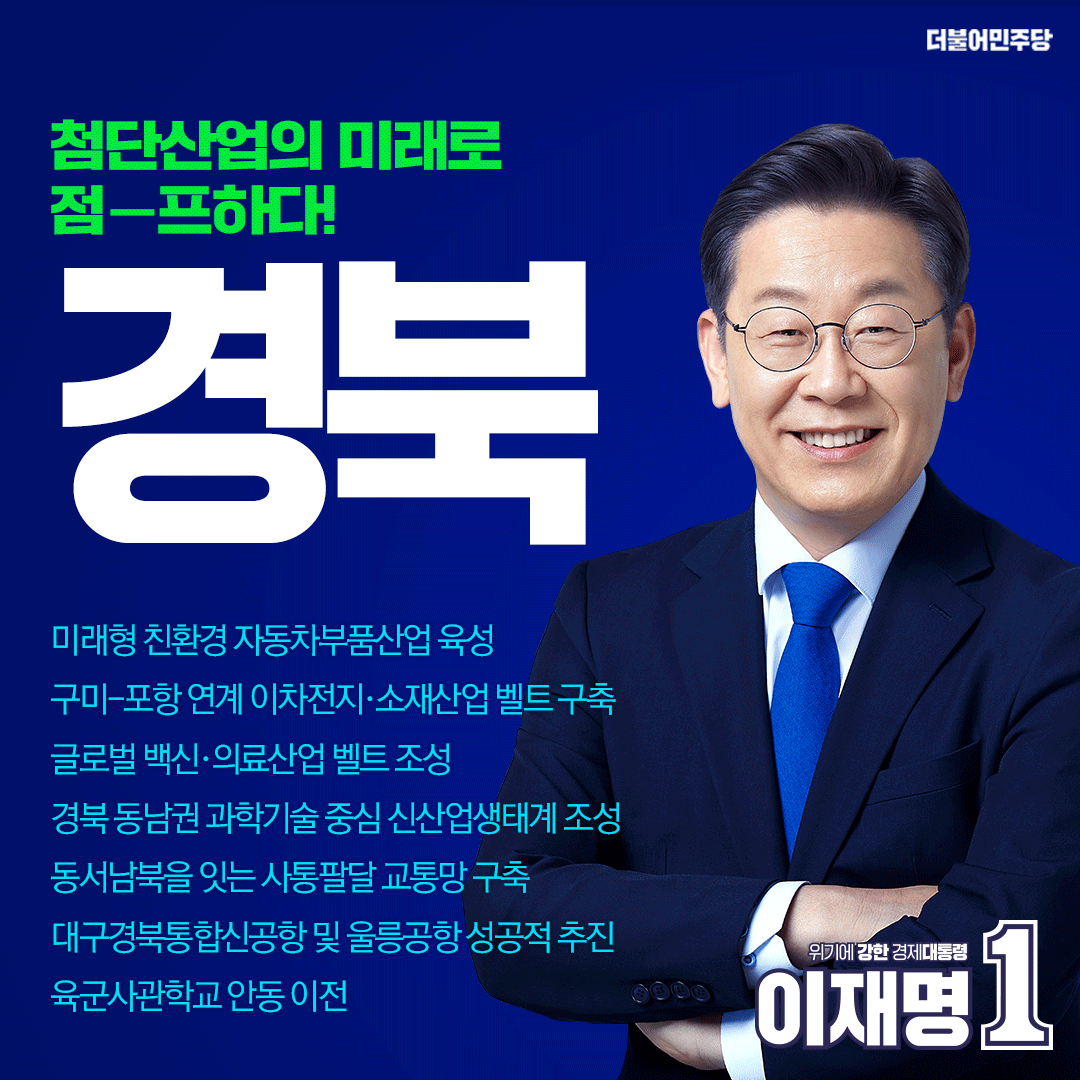 더불어민주당
첨단산업의 미래로
점-프하다!
경북
미래형 친환경 자동차부품산업 육성
구미-포항 연계 이차전지·소재산업 벨트 구축
글로벌 백신·의료산업 벨트 조성
경북 동남권 과학기술 중심 신산업생태계 조성
동서남북을 잇는 사통팔달 교통망 구축
대구경북통합신공항 및 울릉공항 성공적 추진
육군사관학교 안동 이전
위기에 강한 경제대통령
이재명 1